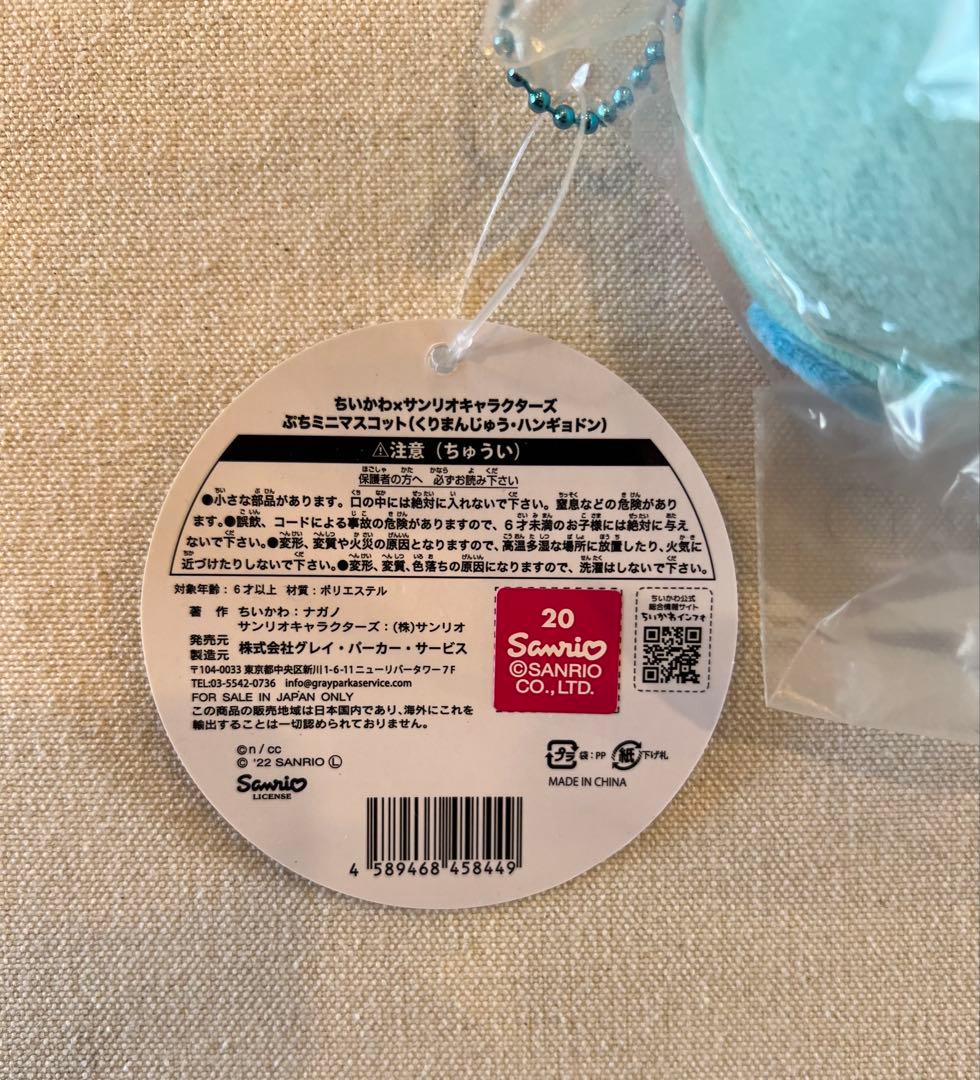 ちいかわ×サンリオキャラクターズ
ぷちミニマスコット(くりまんじゅう・ハンギョドン)
⚠注意(ちゅうい)
保護者の方へ 必ずお読み下さい
●小さな部品があります。口の中には絶対に入れないで下さい。窒息などの危険があり
ます。●誤飲、コードによる事故の危険がありますので、6才未満のお子様には絶対に与え
ないで下さい。●変形、変質や火災の原因となりますので、高温多湿な場所に放置したり、火気に
近づけたりしないで下さい。●変形、変質、色落ちの原因になりますので、洗濯はしないで下さい。
対象年齢:6才以上 材質:ポリエステル
著作 ちいかわ:ナガノ
サンリオキャラクターズ:(株)サンリオ
発売元
製造元 株式会社グレイ・パーカー・サービス
〒104-0033 東京都中央区新川1-6-11ニューリバータワー7F
TEL:03-5542-0736 info@grayparkaservice.com
FOR SALE IN JAPAN ONLY
この商品の販売地域は日本国内であり、海外にこれを
輸出することは一切認められておりません。
20
Sanrio
©SANRIO
CO., LTD.
ちいかわ公式
総合情報サイト
ちいかわインフォ
©n / cc
© '22 SANRIO Ⓛ
Sanrio
LICENSE
プラ 袋:PP 紙 下げ札
MADE IN CHINA
4 589468 458449